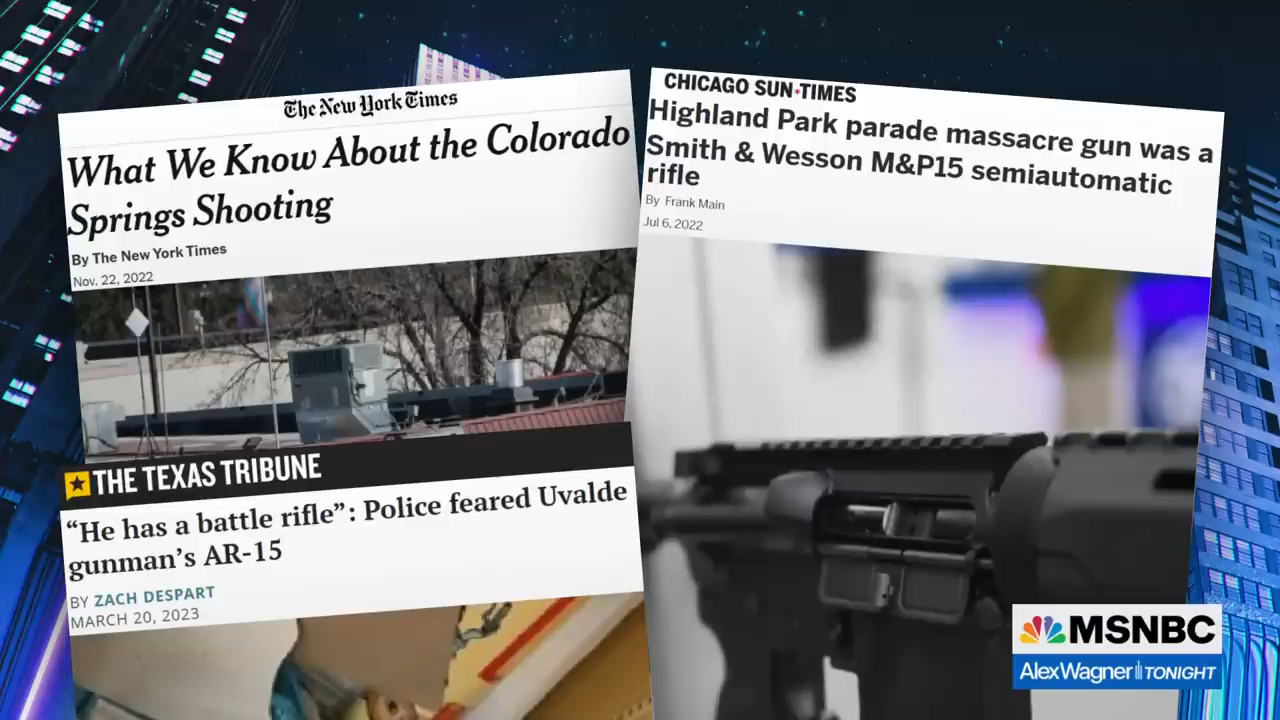 The New York Times
What We Know About the Colorado
Springs Shooting
By The New York Times
Nov. 22, 2022
THE TEXAS TRIBUNE
“He has a battle rifle”: Police feared Uvalde
gunman’s AR-15
BY ZACH DESPART
MARCH 20, 2023
CHICAGO SUN-TIMES
Highland Park parade massacre gun was a
Smith & Wesson M&P15 semiautomatic
rifle
By Frank Main
Jul 6, 2022
MSNBC
Alex Wagner TONIGHT